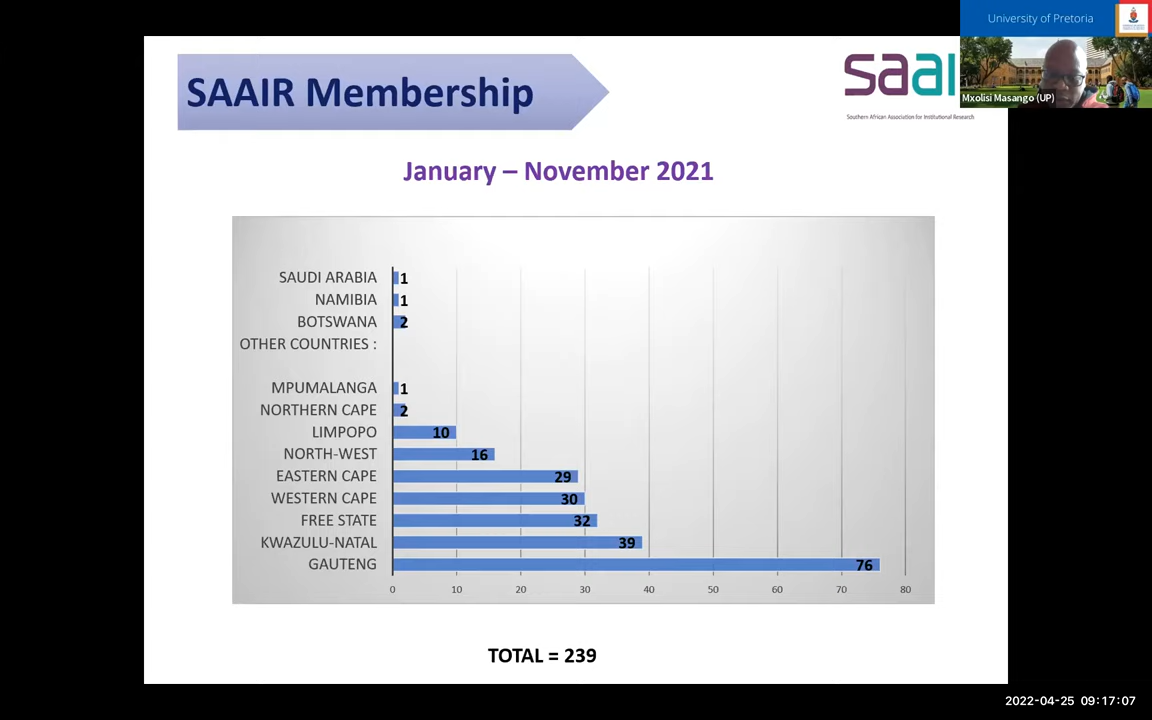 University of Pretoria
Mxolisi Masango (UP)
SAAIR Membership
saai
Southern African Association for Institutional Research
January – November 2021
SAUDI ARABIA 1
NAMIBIA 1
BOTSWANA 2
OTHER COUNTRIES :
MPUMALANGA 1
NORTHERN CAPE 2
LIMPOPO 10
NORTH-WEST 16
EASTERN CAPE 29
WESTERN CAPE 30
FREE STATE 32
KWAZULU-NATAL 39
GAUTENG 76
0 10 20 30 40 50 60 70 80
TOTAL = 239
2022-04-25 09:17:07